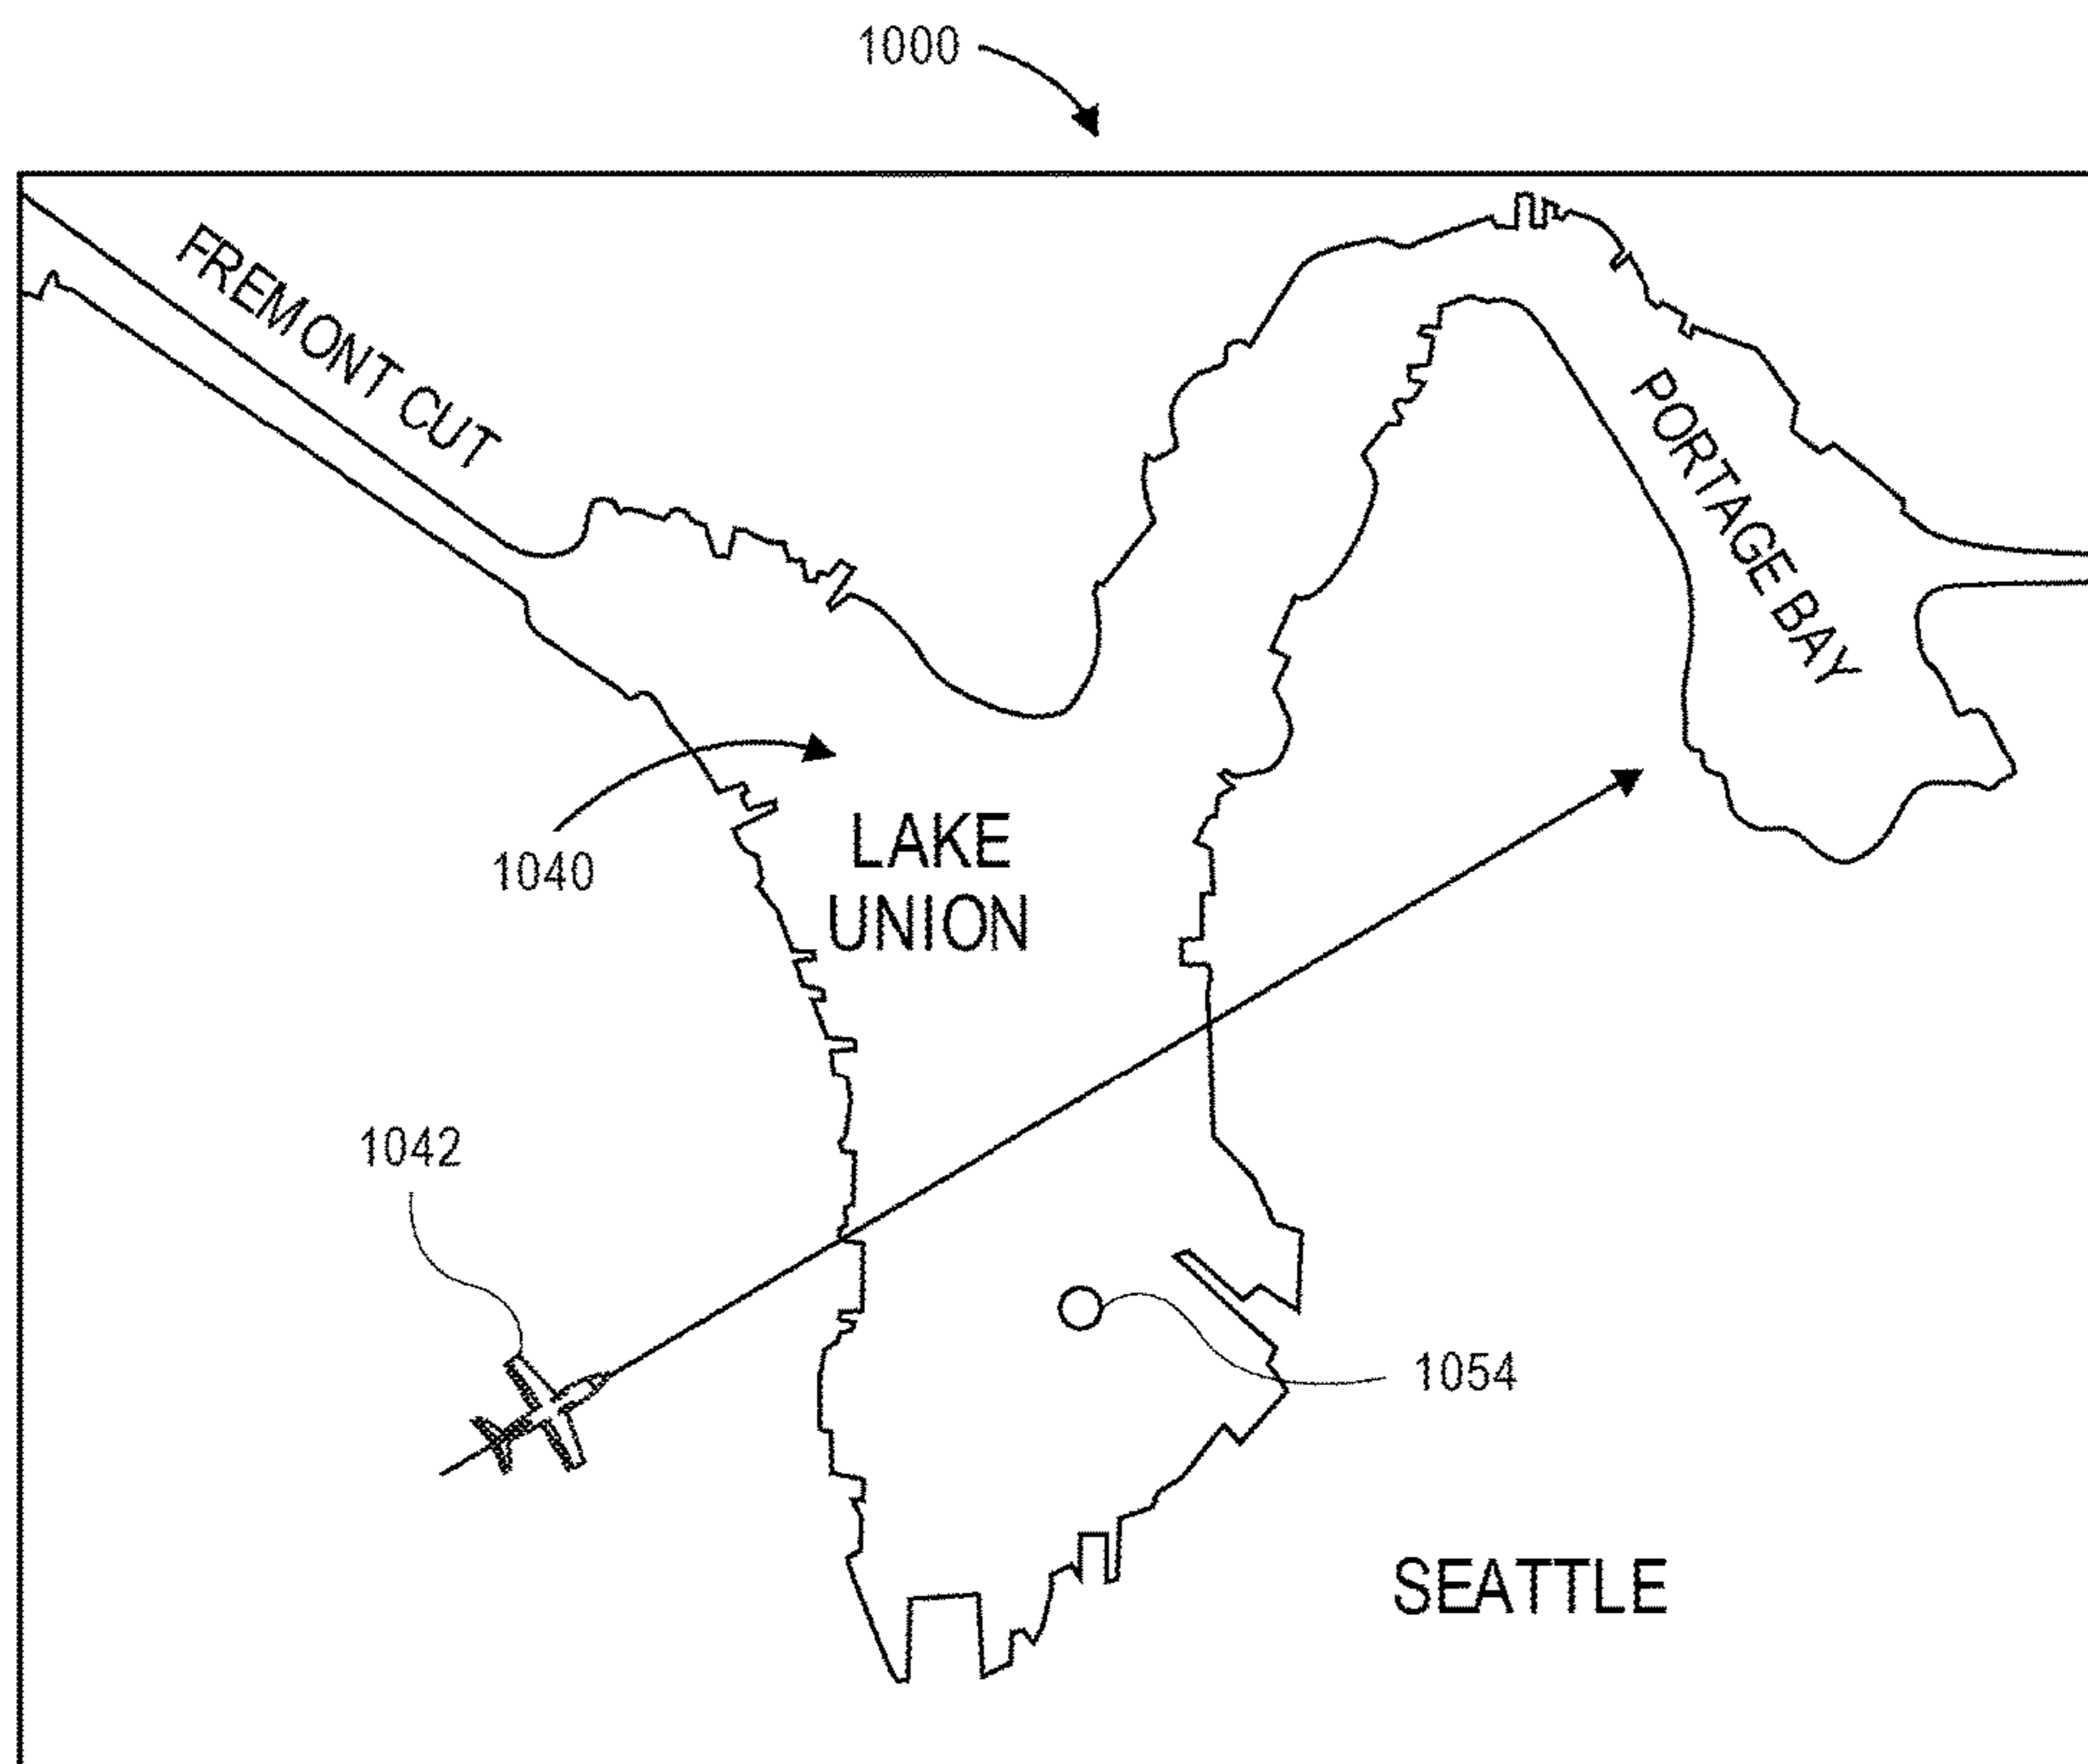 1000
FREMONT CUT
PORTAGE BAY
1040
LAKE
UNION
1042
1054
SEATTLE